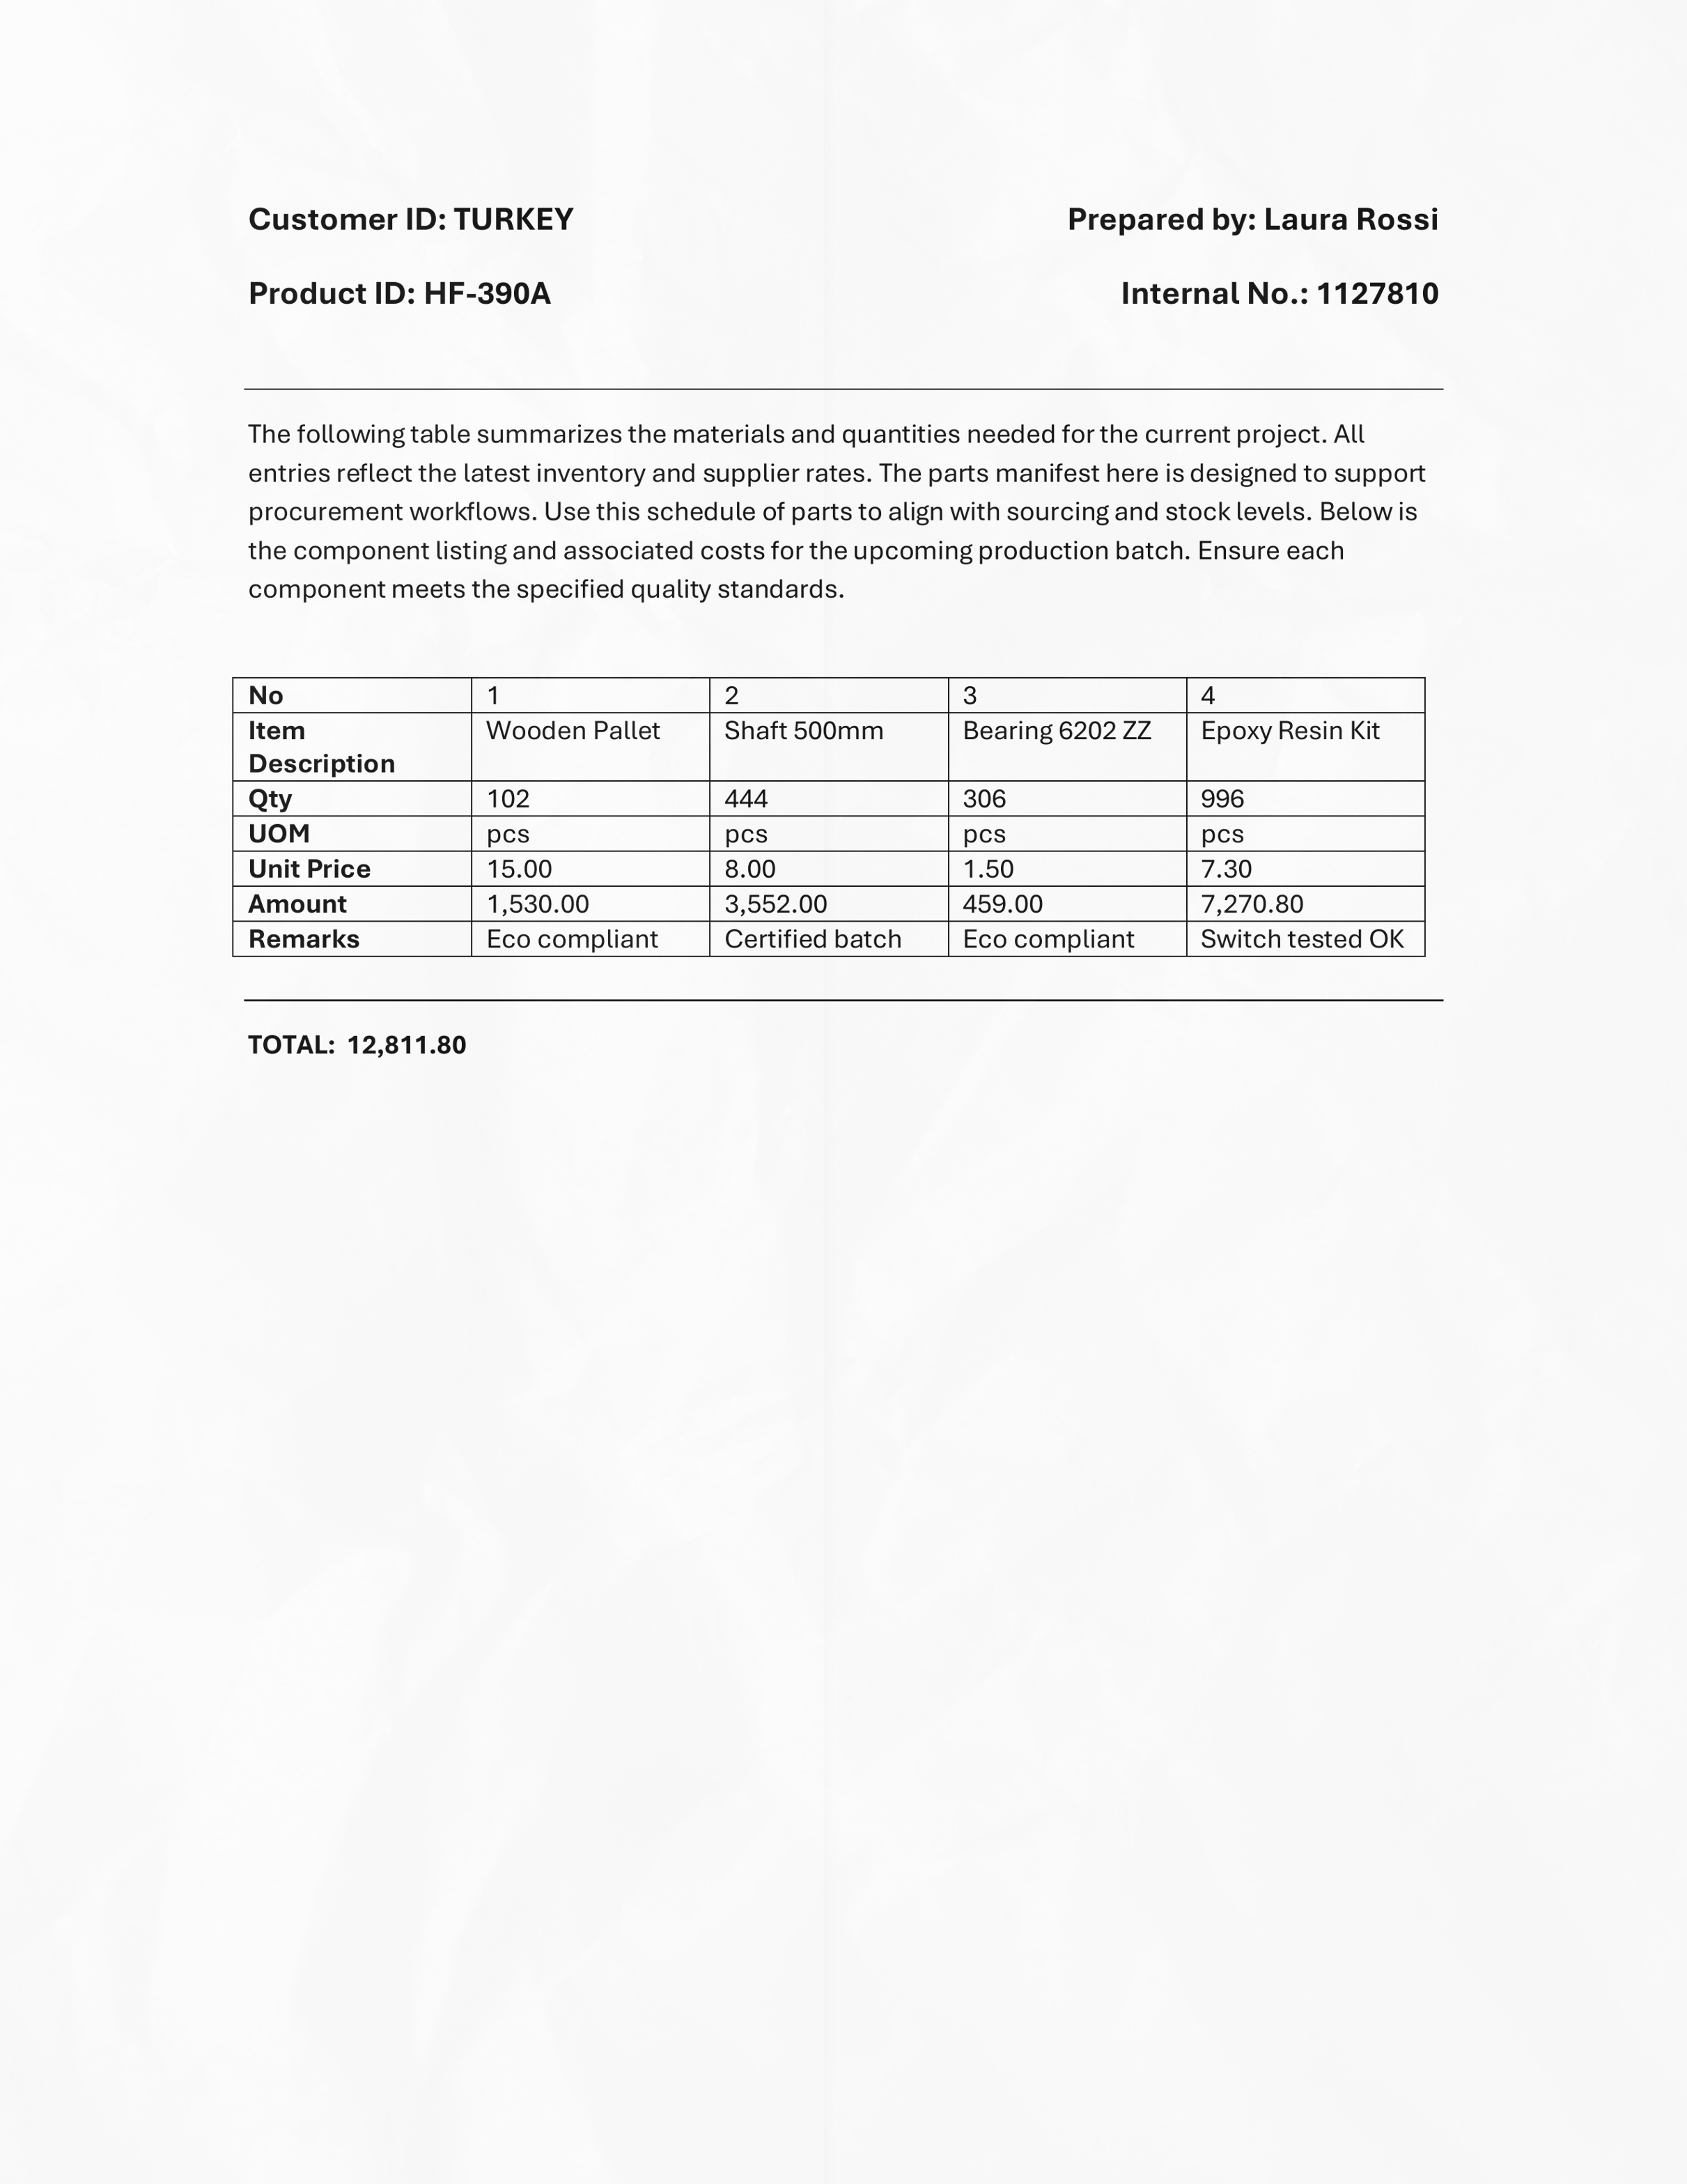 Customer ID: TURKEY Prepared by: Laura Rossi
Product ID: HF-390A Internal No.: 1127810
The following table summarizes the materials and quantities needed for the current project. All
entries reflect the latest inventory and supplier rates. The parts manifest here is designed to support
procurement workflows. Use this schedule of parts to align with sourcing and stock levels. Below is
the component listing and associated costs for the upcoming production batch. Ensure each
component meets the specified quality standards.
No 1 2 3 4
Item Wooden Pallet Shaft 500mm Bearing 6202 ZZ Epoxy Resin Kit
Description
Qty 102 444 306 996
UOM pcs pcs pcs pcs
Unit Price 15.00 8.00 1.50 7.30
Amount 1,530.00 3,552.00 459.00 7,270.80
Remarks Eco compliant Certified batch Eco compliant Switch tested OK
TOTAL: 12,811.80